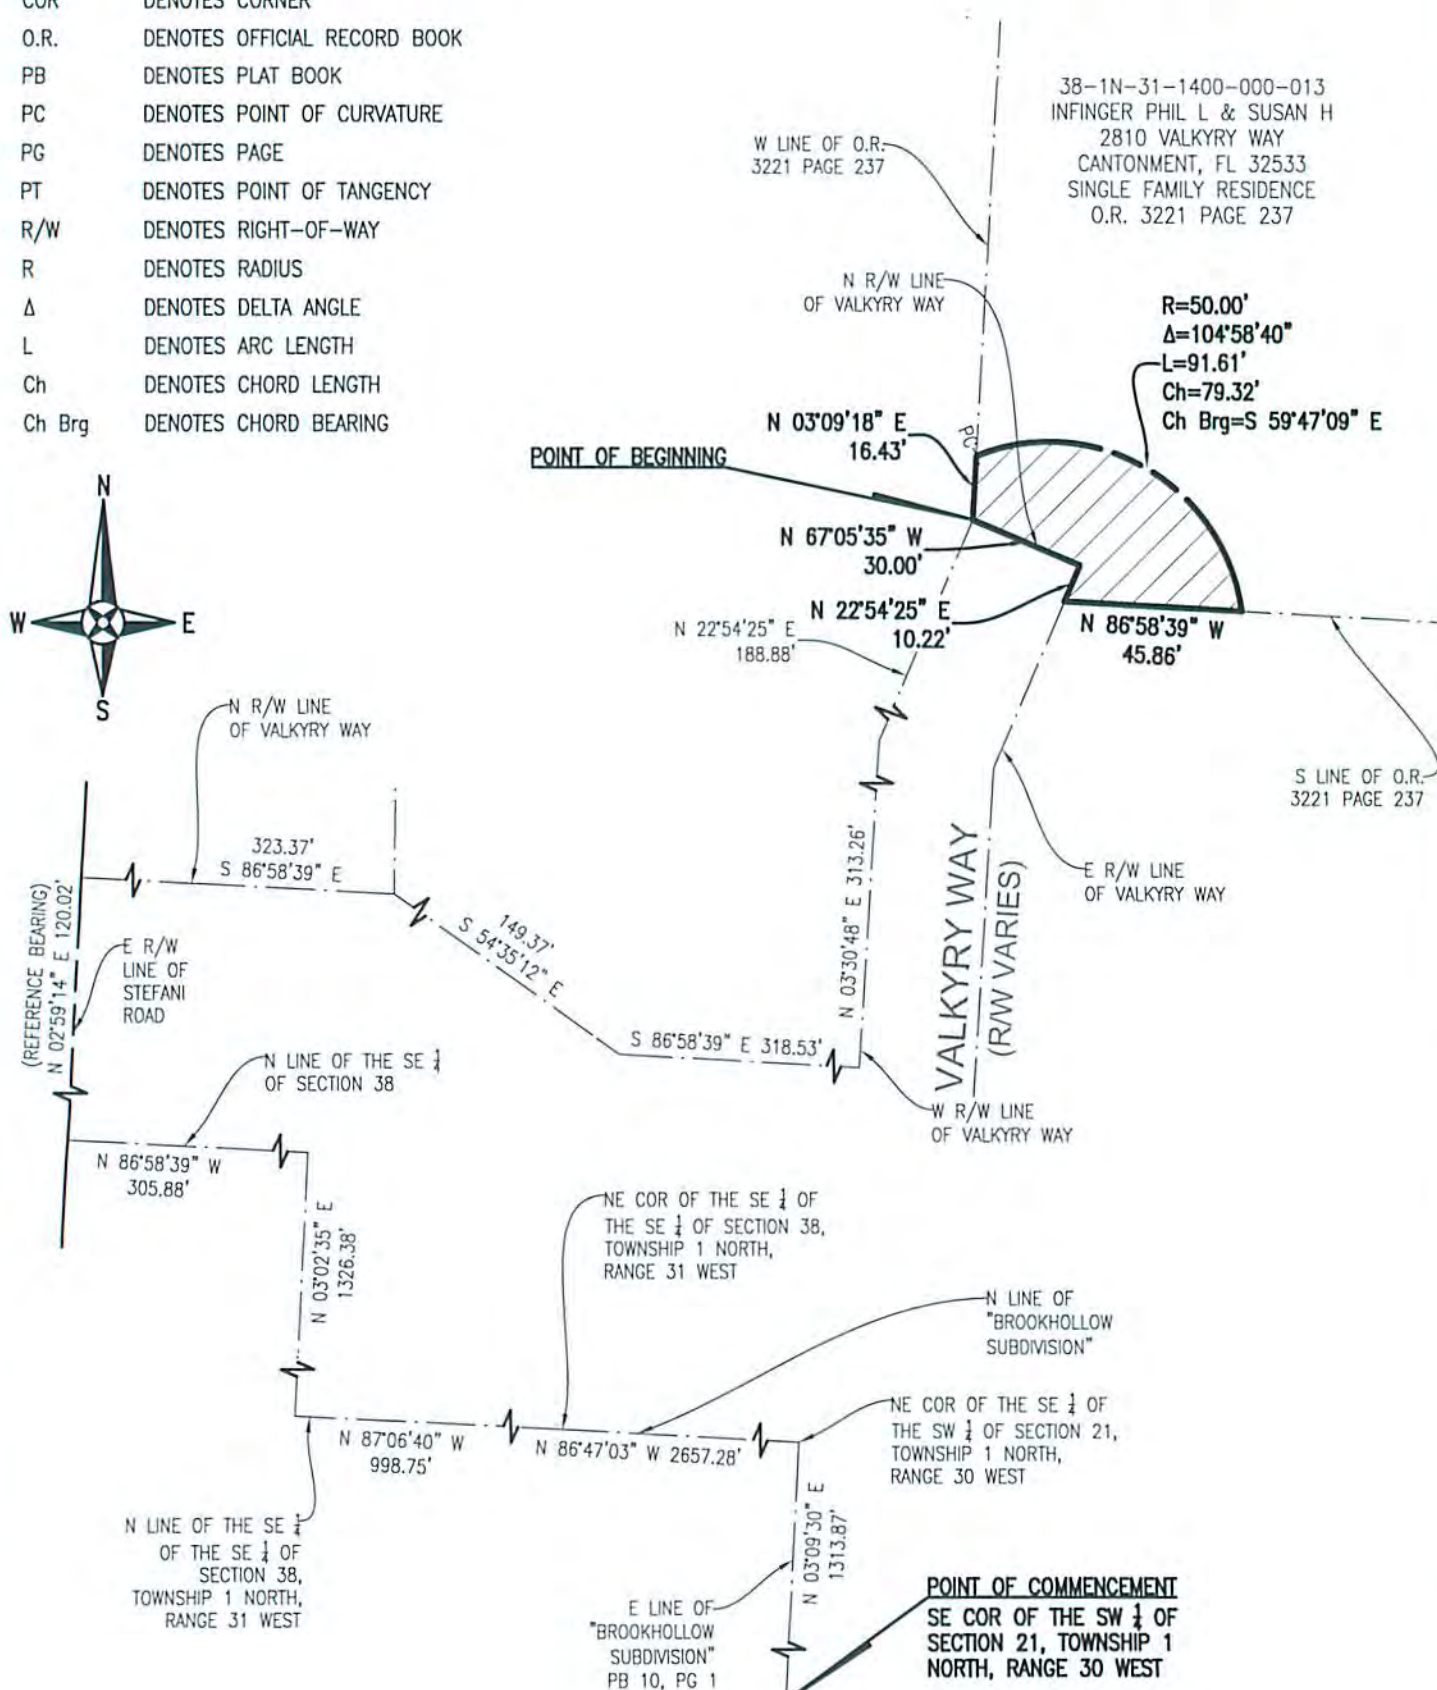 COR DENOTES CORNER
O.R. DENOTES OFFICIAL RECORD BOOK
PB DENOTES PLAT BOOK
PC DENOTES POINT OF CURVATURE
PG DENOTES PAGE
PT DENOTES POINT OF TANGENCY
R/W DENOTES RIGHT-OF-WAY
R DENOTES RADIUS
Δ DENOTES DELTA ANGLE
L DENOTES ARC LENGTH
Ch DENOTES CHORD LENGTH
Ch Brg DENOTES CHORD BEARING
38-1N-31-1400-000-013
INFINGER PHIL L & SUSAN H
2810 VALKYRY WAY
CANTONMENT, FL 32533
SINGLE FAMILY RESIDENCE
O.R. 3221 PAGE 237
W LINE OF O.R.
3221 PAGE 237
N R/W LINE
OF VALKYRY WAY
R=50.00'
Δ=104°58'40"
L=91.61'
Ch=79.32'
Ch Brg=S 59°47'09" E
N 03°09'18" E
16.43'
PC
POINT OF BEGINNING
N 67°05'35" W
30.00'
N 22°54'25" E
10.22'
N 86°58'39" W
45.86'
N 22°54'25" E
188.88'
N
W
E
S
N R/W LINE
OF VALKYRY WAY
S LINE OF O.R.
3221 PAGE 237
323.37'
S 86°58'39" E
149.37'
S 54°35'12" E
N 03°30'48" E 313.26'
VALKYRY WAY
(R/W VARIES)
E R/W LINE
OF VALKYRY WAY
(REFERENCE BEARING)
N 02°59'14" E 120.02'
E R/W
LINE OF
STEFANI
ROAD
S 86°58'39" E 318.53'
N LINE OF THE SE 1/4
OF SECTION 38
W R/W LINE
OF VALKYRY WAY
N 86°58'39" W
305.88'
N 03°02'35" E
1326.38'
NE COR OF THE SE 1/4 OF
THE SE 1/4 OF SECTION 38,
TOWNSHIP 1 NORTH,
RANGE 31 WEST
N LINE OF
"BROOKHOLLOW
SUBDIVISION"
NE COR OF THE SE 1/4 OF
THE SW 1/4 OF SECTION 21,
TOWNSHIP 1 NORTH,
RANGE 30 WEST
N 87°06'40" W
998.75'
N 86°47'03" W 2657.28'
N LINE OF THE SE 1/4
OF THE SE 1/4 OF
SECTION 38,
TOWNSHIP 1 NORTH,
RANGE 31 WEST
N 03°09'30" E
1313.87'
E LINE OF
"BROOKHOLLOW
SUBDIVISION"
PB 10, PG 1
POINT OF COMMENCEMENT
SE COR OF THE SW 1/4 OF
SECTION 21, TOWNSHIP 1
NORTH, RANGE 30 WEST